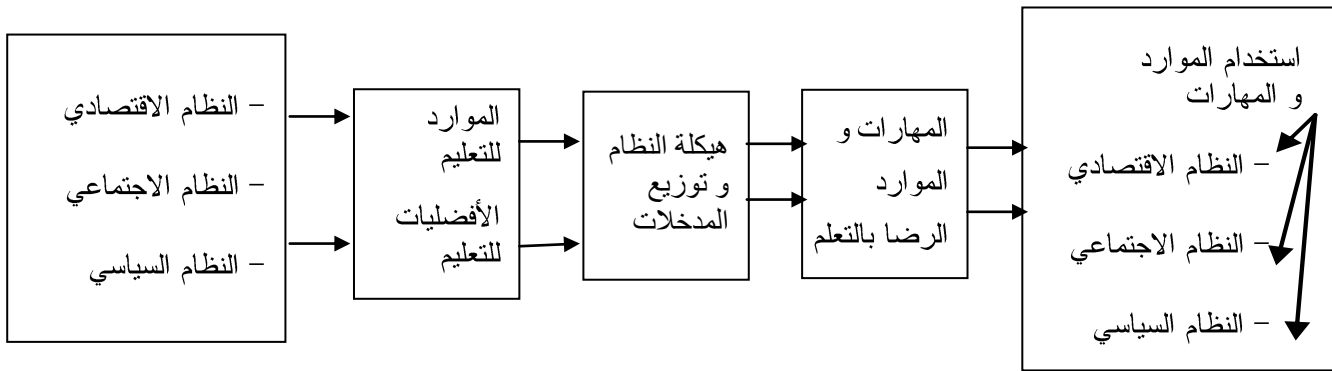 – النظام الاقتصادي
– النظام الاجتماعي
– النظام السياسي
الموارد
للتعليم
الأفضليات
للتعليم
هيكلة النظام
و توزيع
المدخلات
المهارات و
الموارد
الرضا بالتعلم
استخدام الموارد
و المهارات
– النظام الاقتصادي
– النظام الاجتماعي
– النظام السياسي